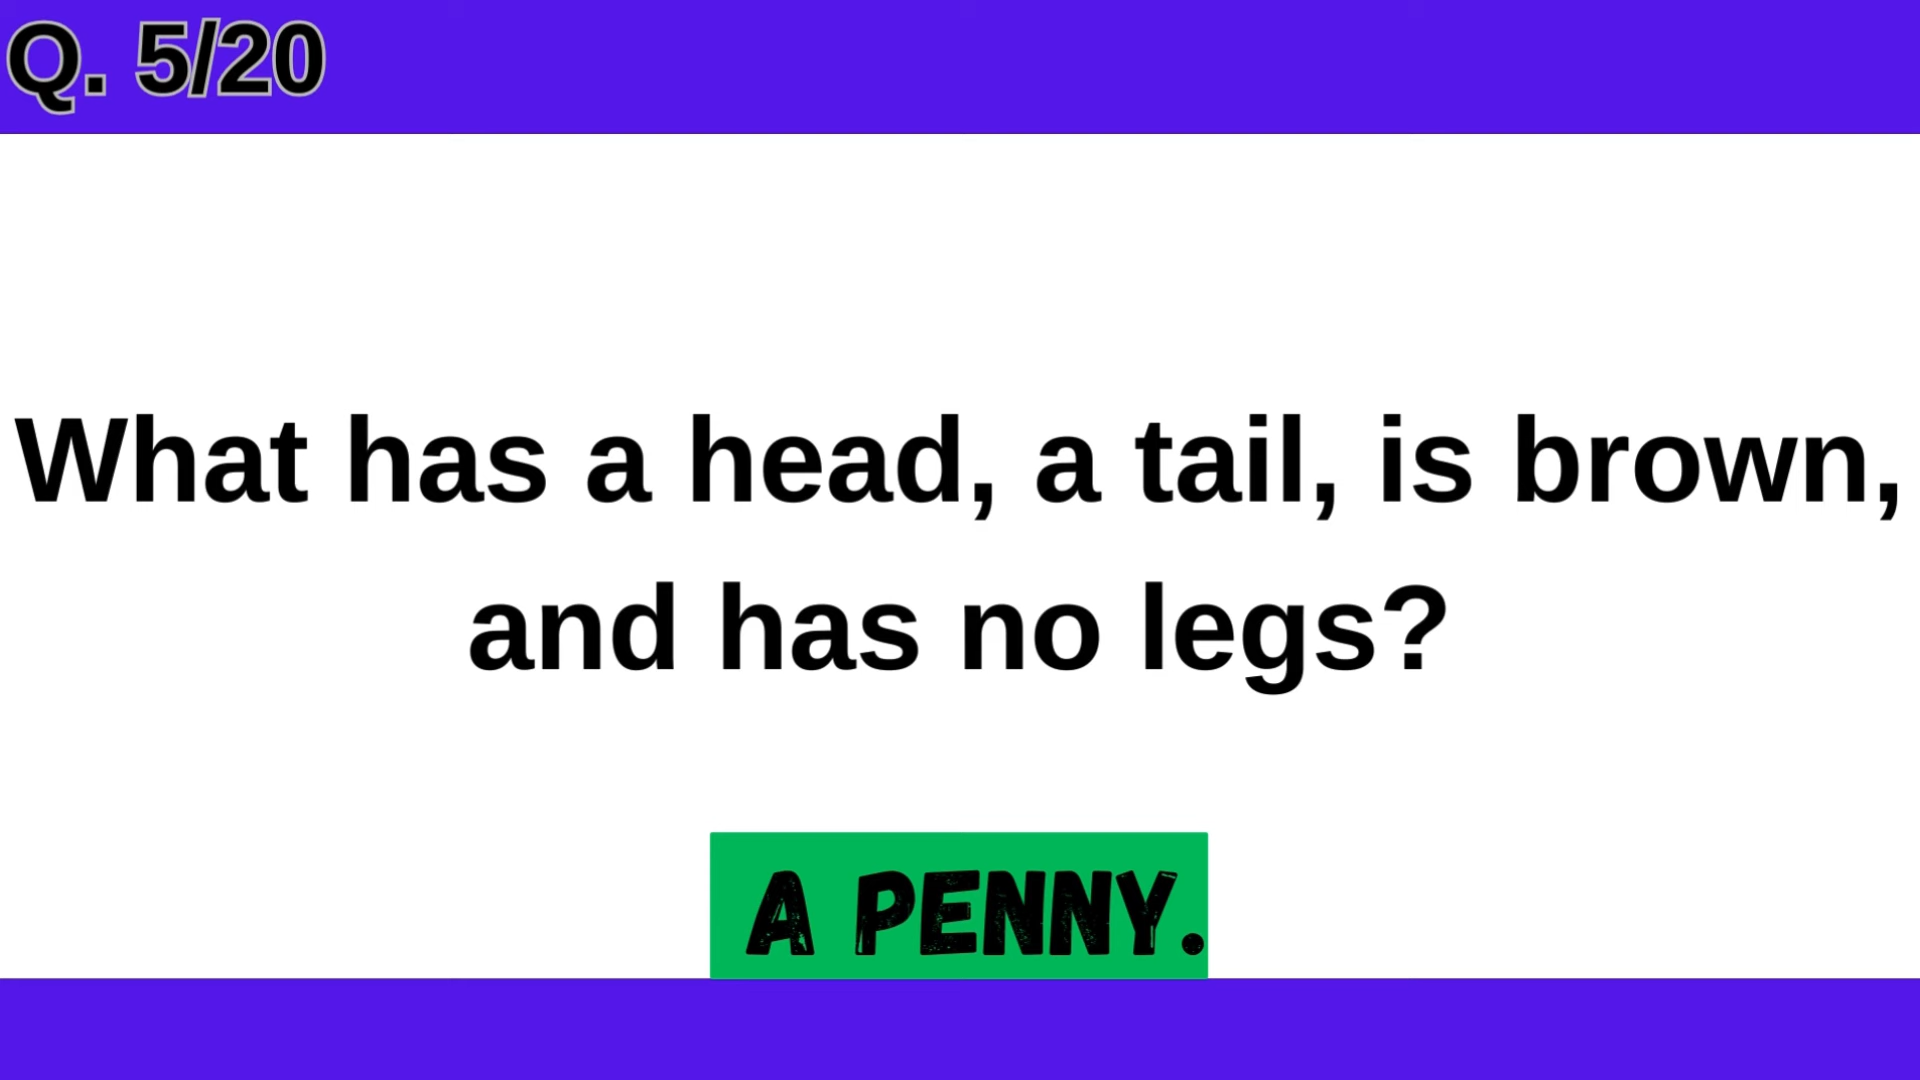 Q. 5/20
What has a head, a tail, is brown,
and has no legs?
A PENNY.